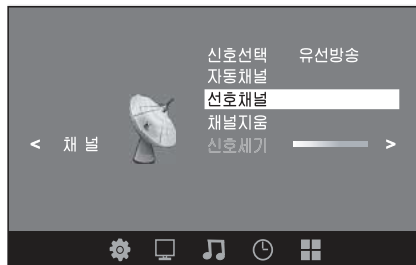 신호선택 유선방송
자동채널
선호채널
채널지움
< 채 널
신호세기 >